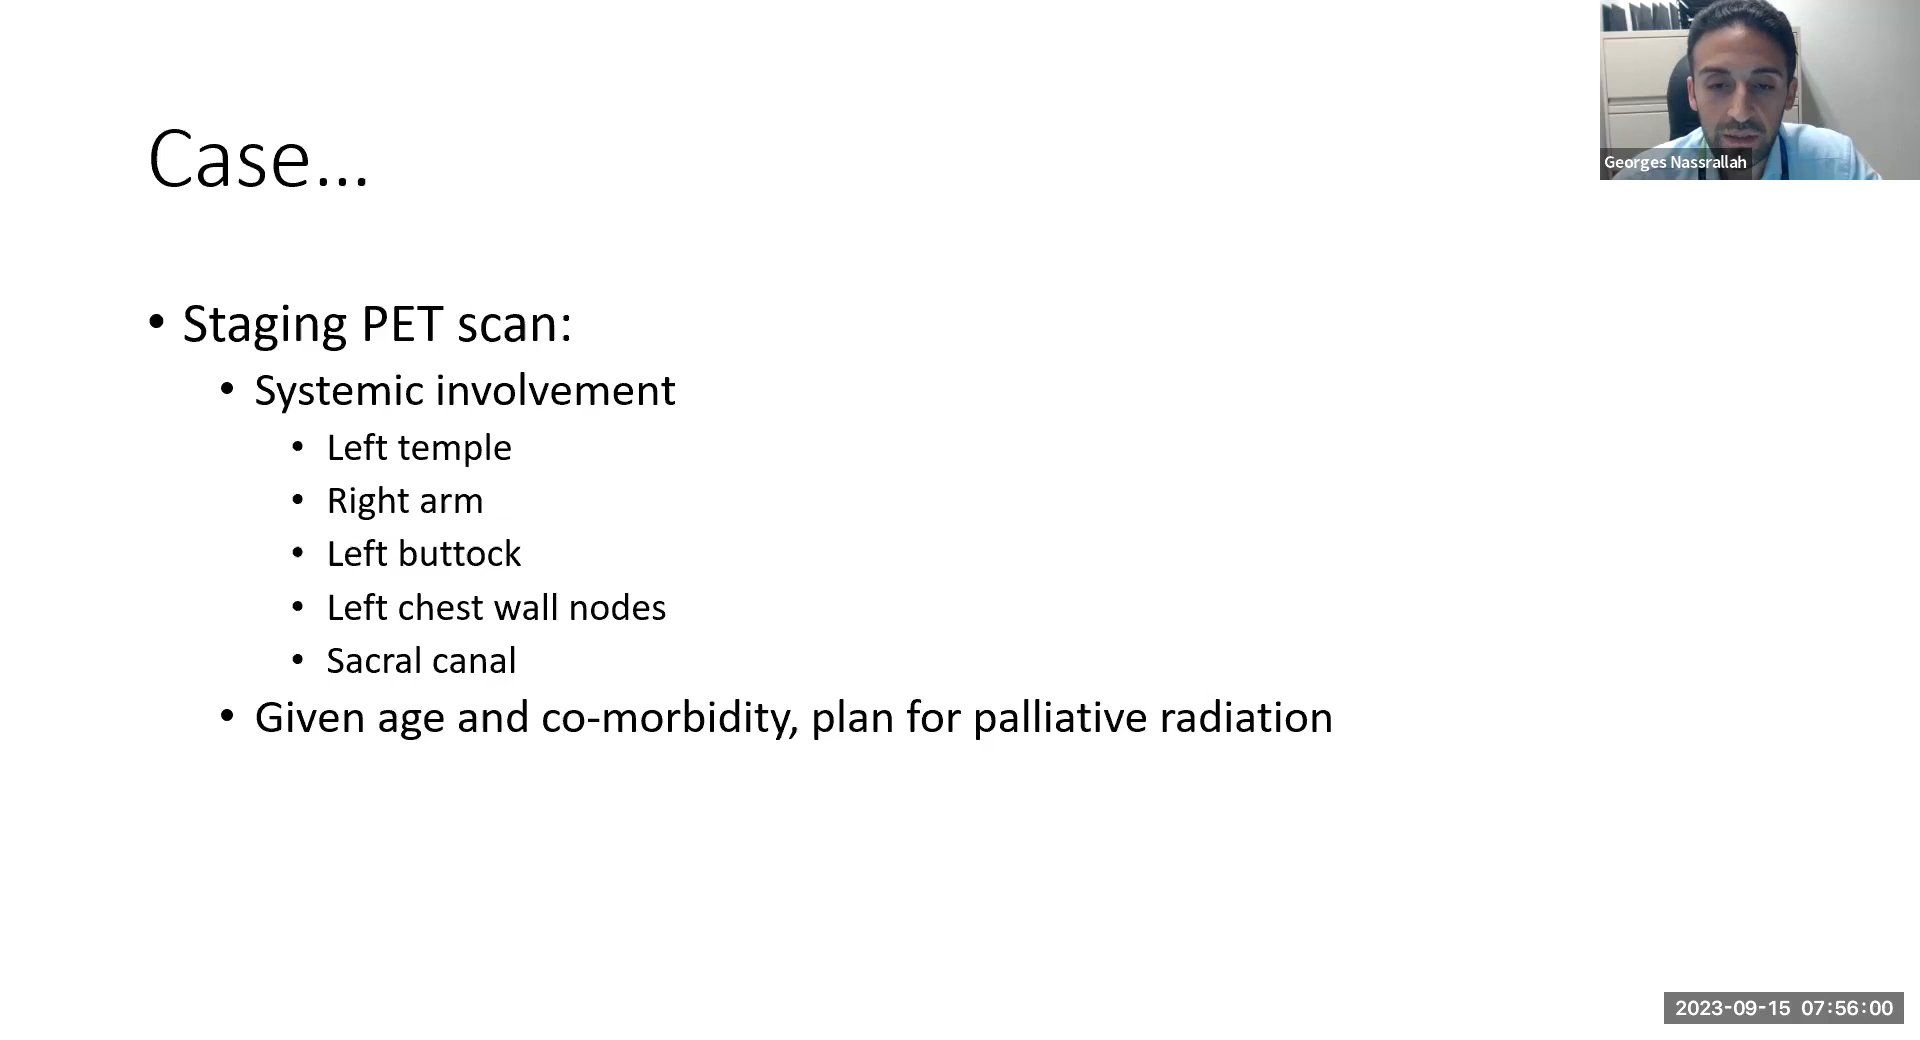 Case...
• Staging PET scan:
• Systemic involvement
• Left temple
• Right arm
• Left buttock
• Left chest wall nodes
• Sacral canal
• Given age and co-morbidity, plan for palliative radiation
Georges Nassrallah
2023-09-15 07:56:00